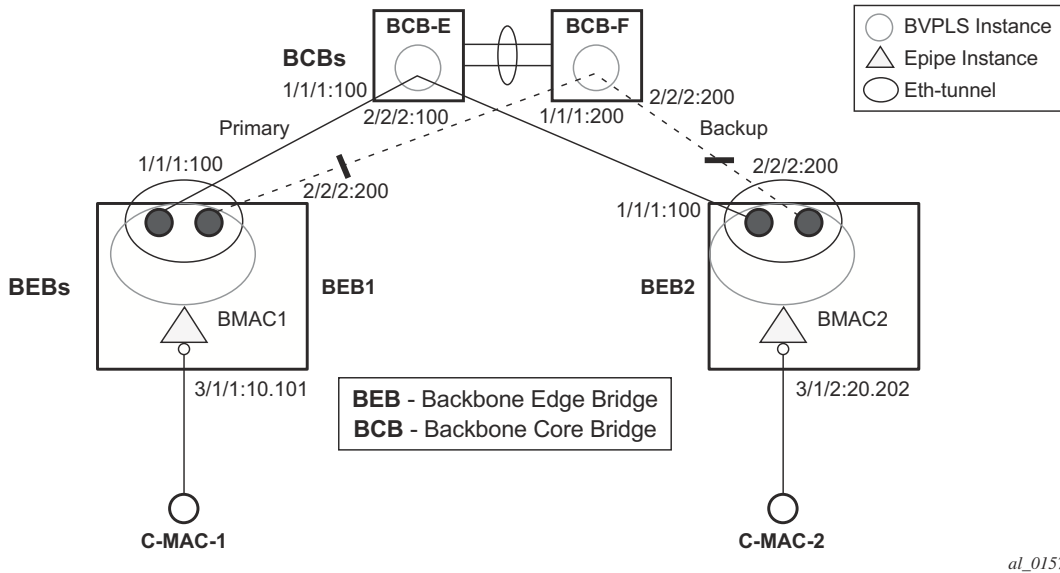 BCB-E
BCB-F
BVPLS Instance
Epipe Instance
Eth-tunnel
BCBs
1/1/1:100
2/2/2:100
1/1/1:200
2/2/2:200
Primary
Backup
1/1/1:100
2/2/2:200
2/2/2:200
1/1/1:100
BEBs
BEB1
BEB2
BMAC1
BMAC2
3/1/1:10.101
3/1/2:20.202
BEB - Backbone Edge Bridge
BCB - Backbone Core Bridge
C-MAC-1
C-MAC-2